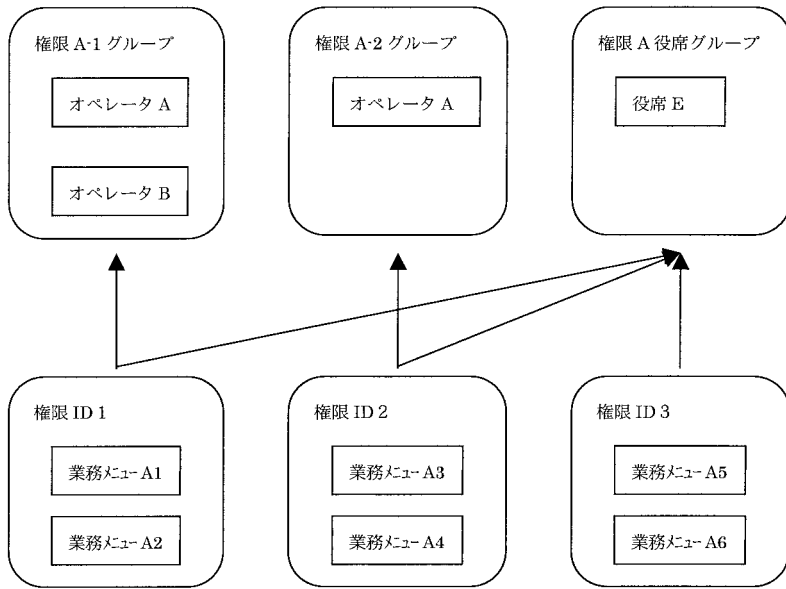 権限 A-1 グループ
オペレータ A
オペレータ B
権限 A-2 グループ
オペレータ A
権限 A 役席グループ
役席 E
権限 ID 1
業務メニュー A1
業務メニュー A2
権限 ID 2
業務メニュー A3
業務メニュー A4
権限 ID 3
業務メニュー A5
業務メニュー A6